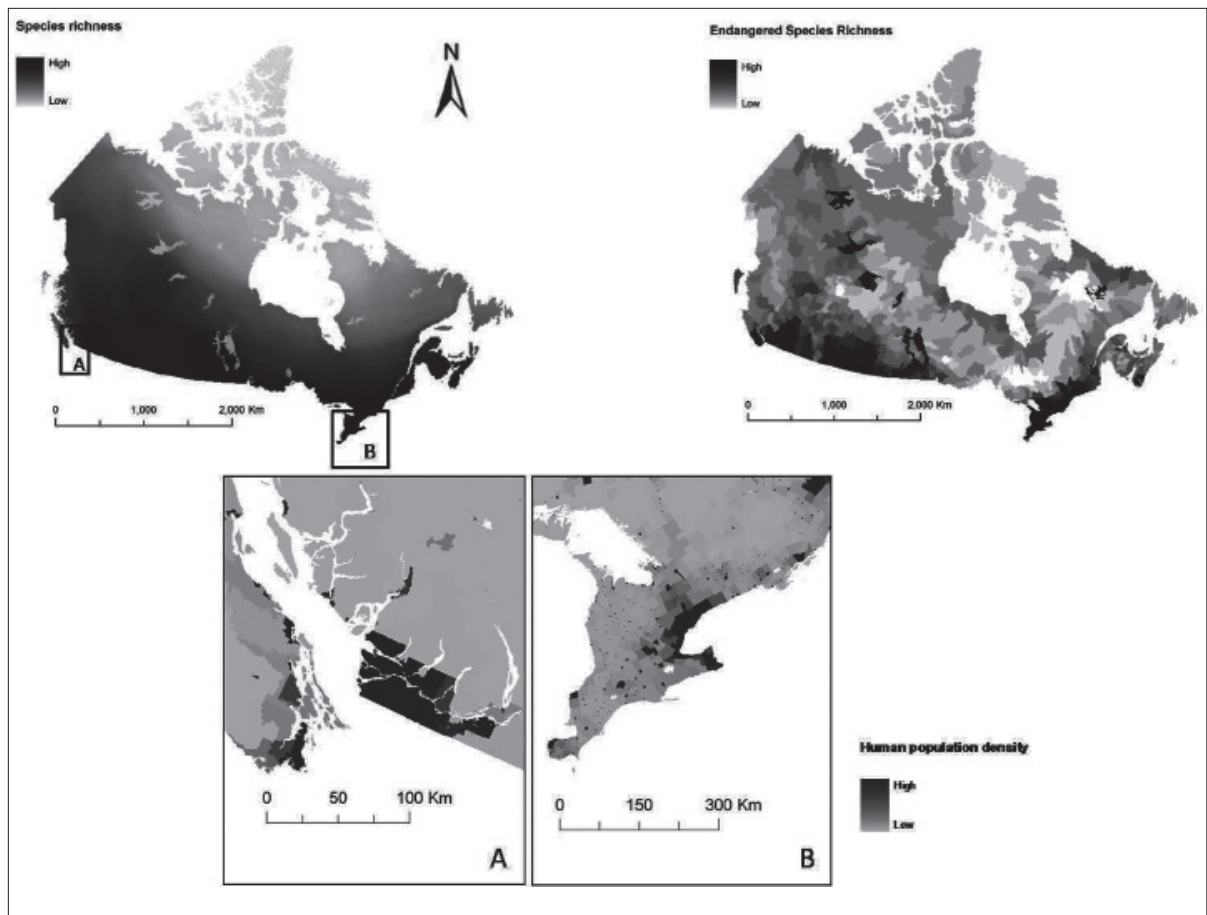 Species richness
High
Low
N
A
B
0 1,000 2,000 Km
Endangered Species Richness
High
Low
0 1,000 2,000 Km
0 50 100 Km
A
0 150 300 Km
B
Human population density
High
Low